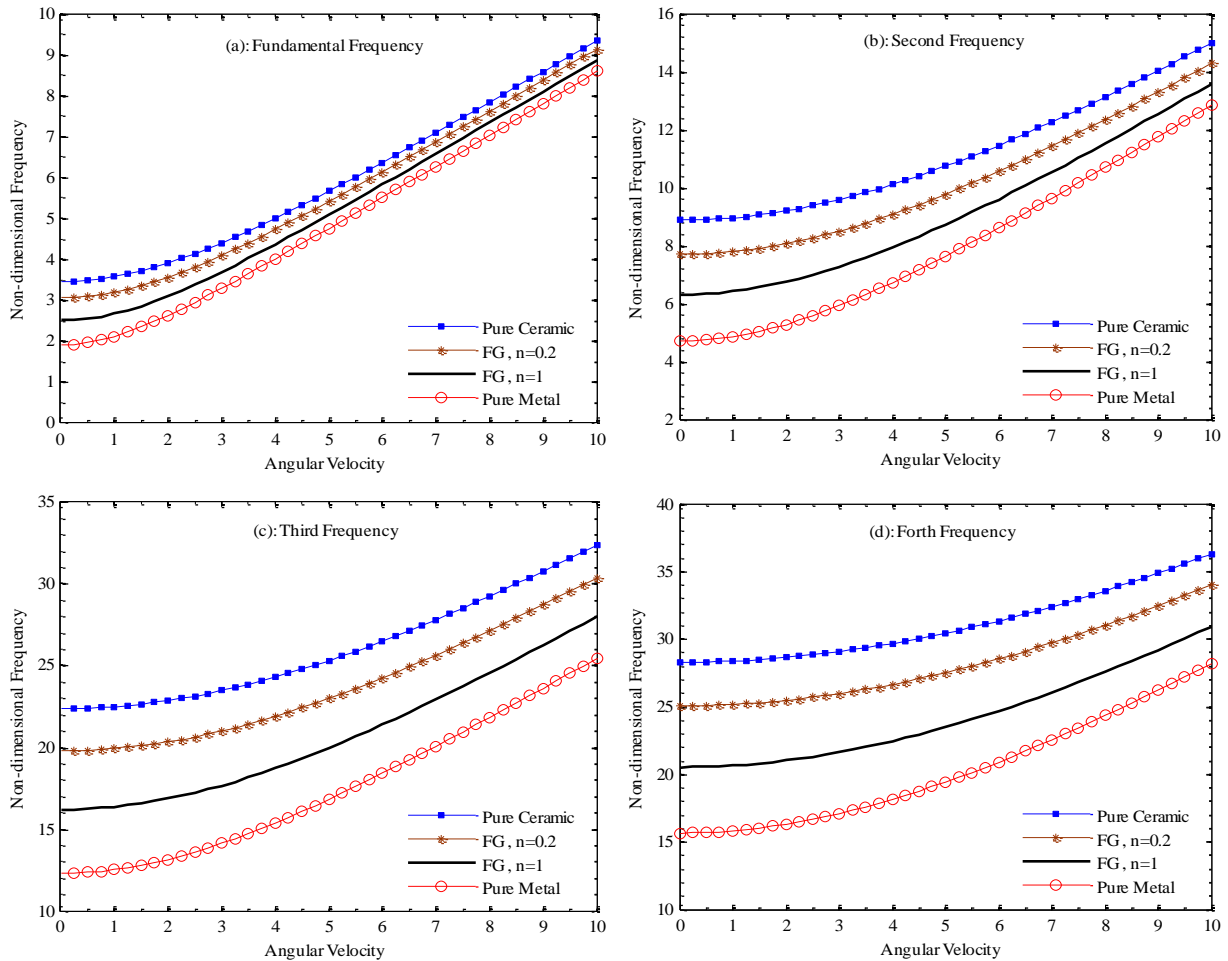 (a): Fundamental Frequency
Non-dimensional Frequency
10
9
8
7
6
5
4
3
2
1
0
Pure Ceramic
FG, n=0.2
FG, n=1
Pure Metal
0 1 2 3 4 5 6 7 8 9 10
Angular Velocity
(b): Second Frequency
Non-dimensional Frequency
16
14
12
10
8
6
4
2
Pure Ceramic
FG, n=0.2
FG, n=1
Pure Metal
0 1 2 3 4 5 6 7 8 9 10
Angular Velocity
(c): Third Frequency
Non-dimensional Frequency
35
30
25
20
15
10
Pure Ceramic
FG, n=0.2
FG, n=1
Pure Metal
0 1 2 3 4 5 6 7 8 9 10
Angular Velocity
(d): Forth Frequency
Non-dimensional Frequency
40
35
30
25
20
15
10
Pure Ceramic
FG, n=0.2
FG, n=1
Pure Metal
0 1 2 3 4 5 6 7 8 9 10
Angular Velocity